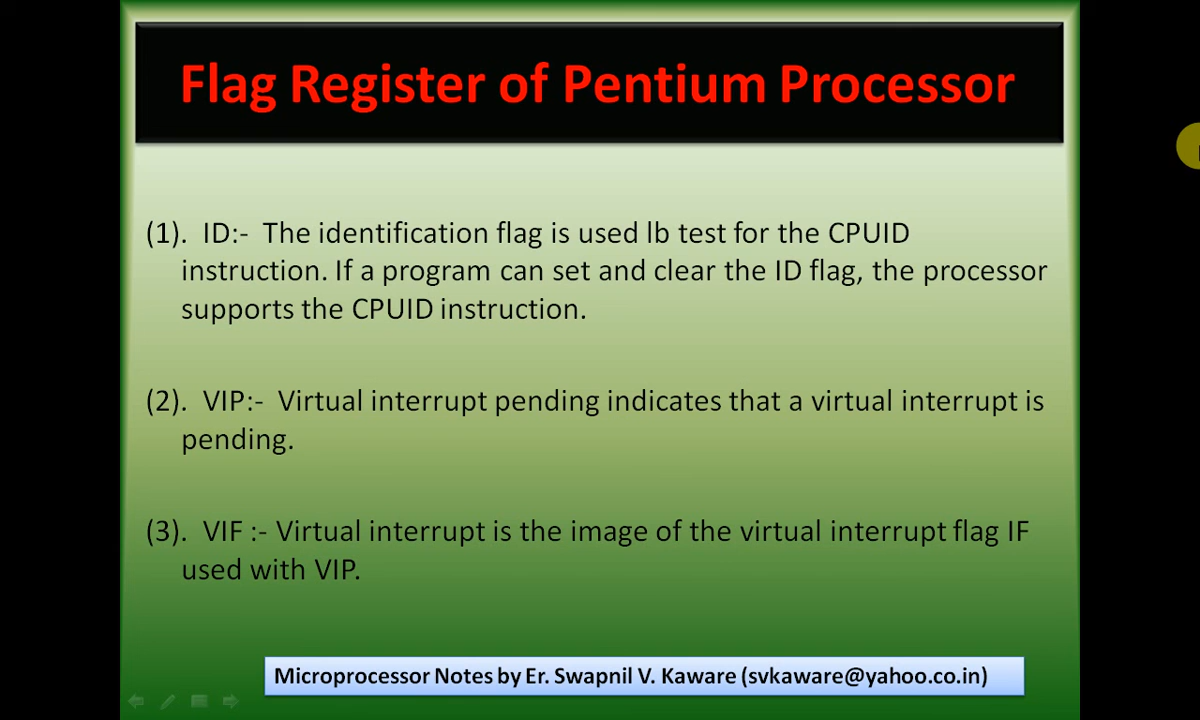 Flag Register of Pentium Processor
(1). ID:- The identification flag is used lb test for the CPUID
instruction. If a program can set and clear the ID flag, the processor
supports the CPUID instruction.
(2). VIP:- Virtual interrupt pending indicates that a virtual interrupt is
pending.
(3). VIF :- Virtual interrupt is the image of the virtual interrupt flag IF
used with VIP.
Microprocessor Notes by Er. Swapnil V. Kaware (svkaware@yahoo.co.in)